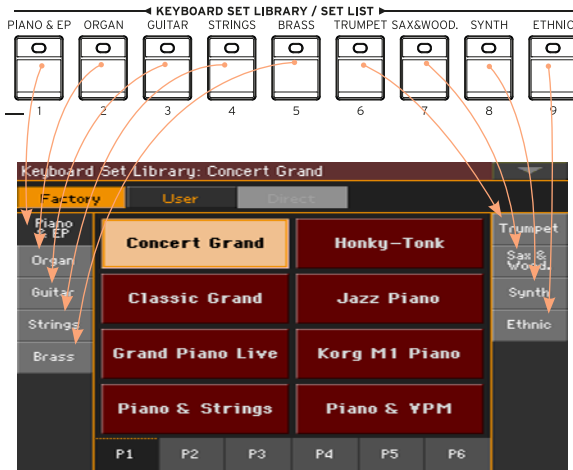 KEYBOARD SET LIBRARY / SET LIST
PIANO & EP ORGAN GUITAR STRINGS BRASS TRUMPET SAX&WOOD. SYNTH ETHNIC
1 2 3 4 5 6 7 8 9
Keyboard Set Library: Concert Grand
Factory User Direct
Piano & EP
Organ
Guitar
Strings
Brass
Concert Grand Honky-Tonk
Classic Grand Jazz Piano
Grand Piano Live Korg M1 Piano
Piano & Strings Piano & YPM
Trumpet
Sax & Wood.
Synth
Ethnic
P1 P2 P3 P4 P5 P6